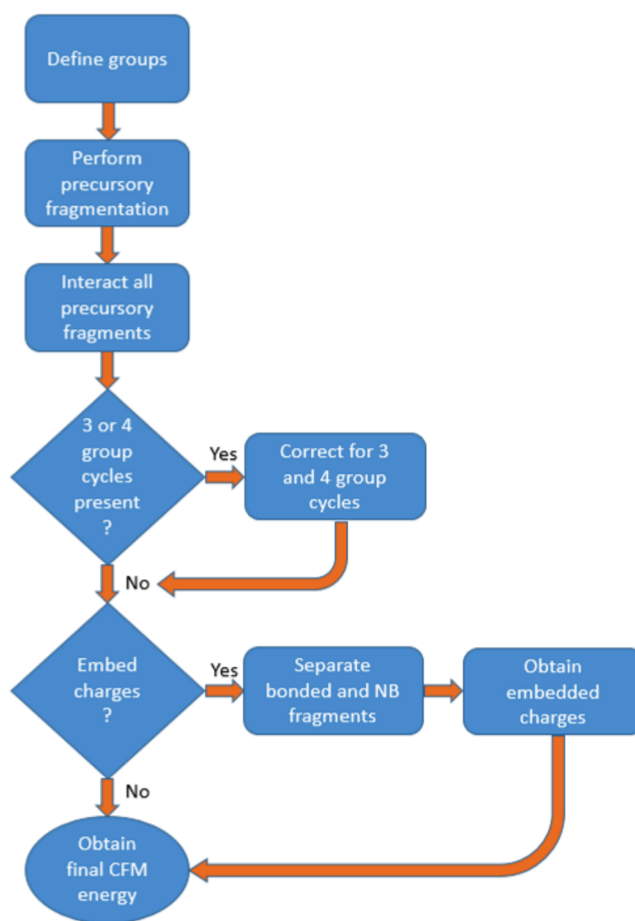 Define groups
Perform
precursory
fragmentation
Interact all
precursory
fragments
3 or 4
group
cycles
present
?
Yes
Correct for 3
and 4 group
cycles
No
Embed
charges
?
Yes
Separate
bonded and NB
fragments
Obtain
embedded
charges
No
Obtain
final CFM
energy